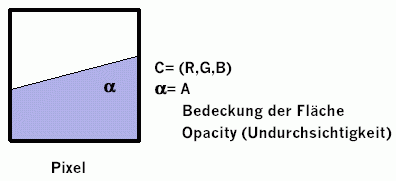 α
C= (R,G,B)
α= A
Bedeckung der Fläche
Opacity (Undurchsichtigkeit)
Pixel